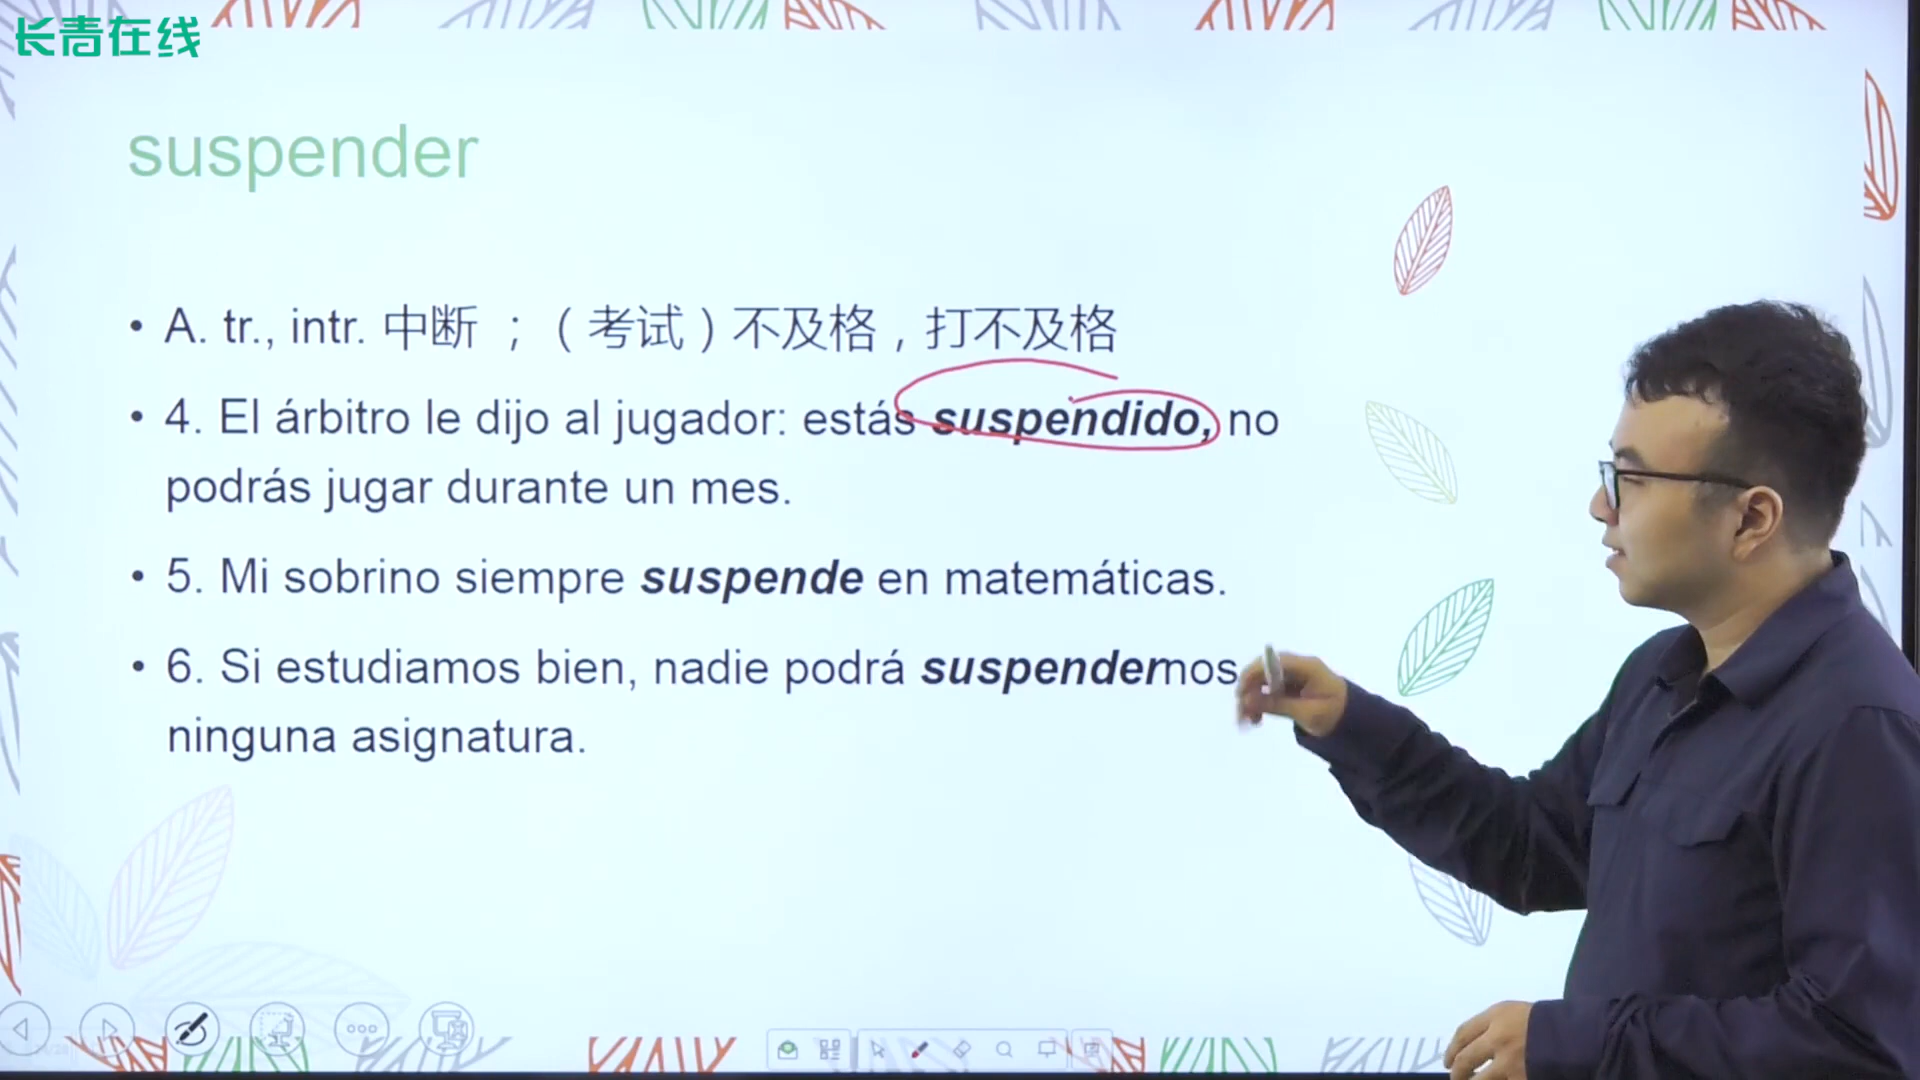 长青在线
suspender
• A. tr., intr. 中断 ；（考试）不及格，打不及格
• 4. El árbitro le dijo al jugador: estás suspendido, no
podrás jugar durante un mes.
• 5. Mi sobrino siempre suspende en matemáticas.
• 6. Si estudiamos bien, nadie podrá suspendernos
ninguna asignatura.